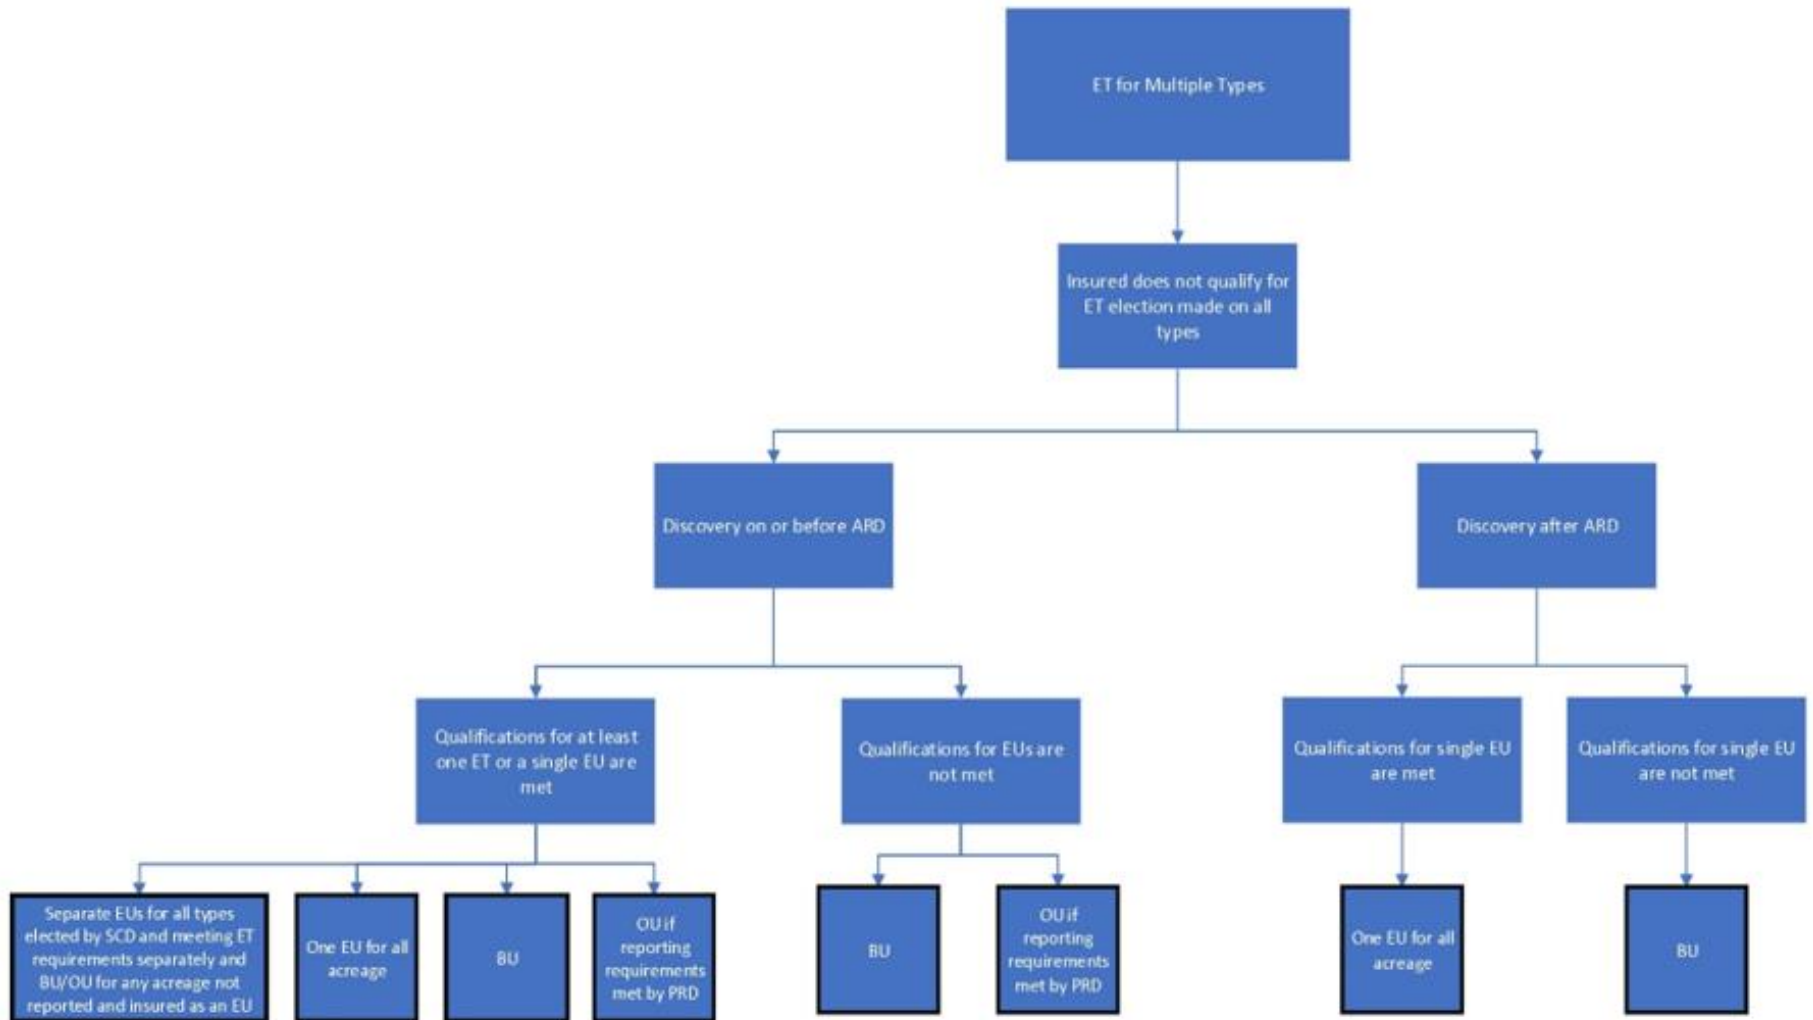 ET for Multiple Types
Insured does not qualify for
ET election made on all
types
Discovery on or before ARD
Discovery after ARD
Qualifications for at least
one ET or a single EU are
met
Qualifications for EUs are
not met
Qualifications for single EU
are met
Qualifications for single EU
are not met
Separate EUs for all types
elected by SCD and meeting ET
requirements separately and
BU/OU for any acreage not
reported and insured as an EU
One EU for all
acreage
BU
OU if
reporting
requirements
met by PRD
BU
OU if
reporting
requirements
met by PRD
One EU for all
acreage
BU